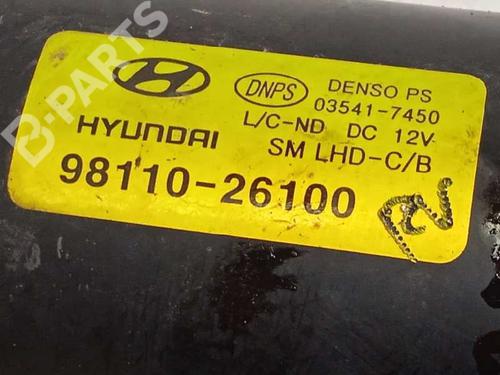 B-PARTS
DNPS
DENSO PS
03541-7450
HYUNDAI
L/C-ND DC 12V
SM LHD-C/B
98110-26100